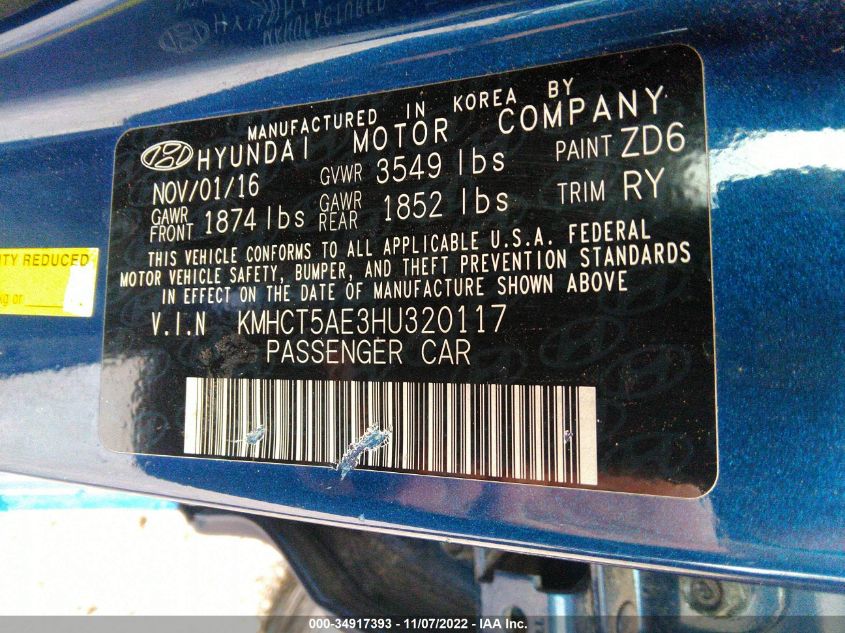 MANUFACTURED IN KOREA BY
HYUNDAI MOTOR COMPANY
NOV/01/16 GVWR 3549 lbs PAINT ZD6
GAWR FRONT 1874 lbs GAWR REAR 1852 lbs TRIM RY
THIS VEHICLE CONFORMS TO ALL APPLICABLE U.S.A. FEDERAL
MOTOR VEHICLE SAFETY, BUMPER, AND THEFT PREVENTION STANDARDS
IN EFFECT ON THE DATE OF MANUFACTURE SHOWN ABOVE
V.I.N KMHCT5AE3HU320117
PASSENGER CAR
REDUCED
kg or
000-34917393 - 11/07/2022 - IAA Inc.